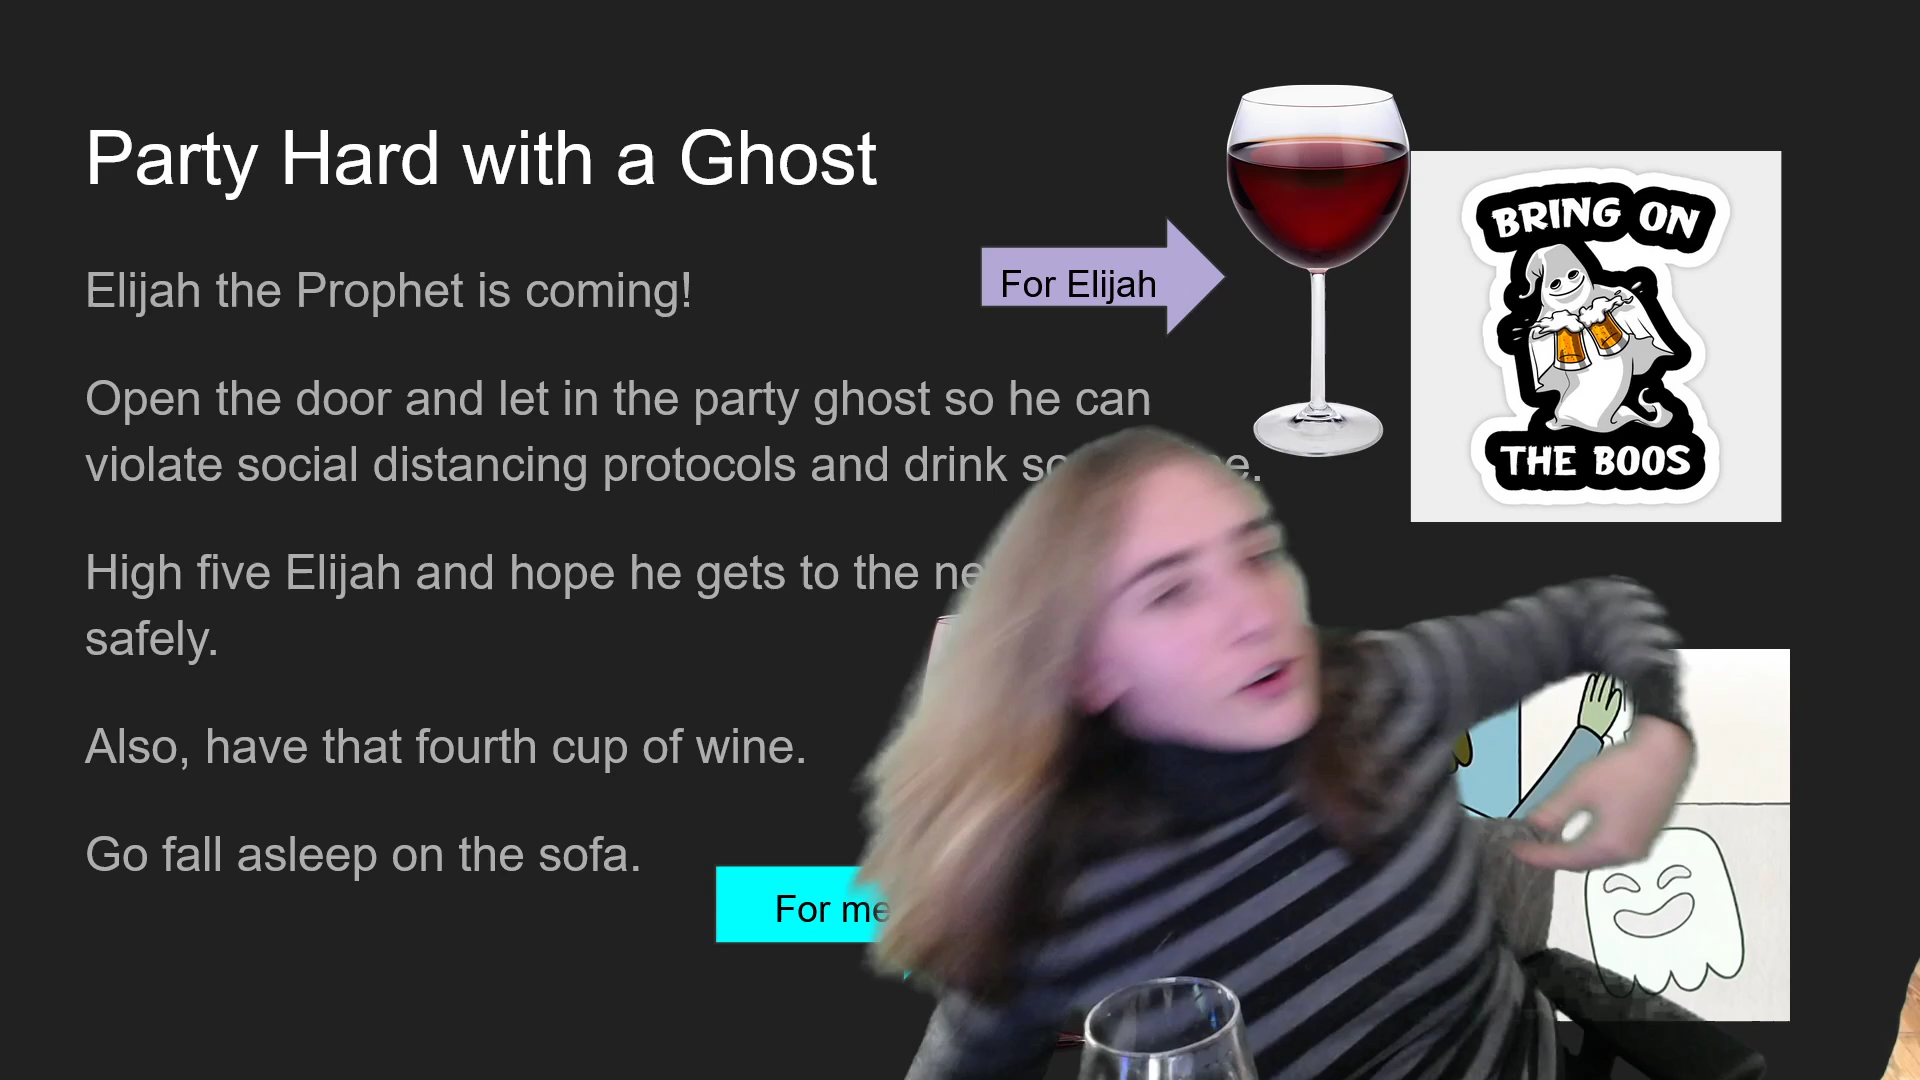 Party Hard with a Ghost
Elijah the Prophet is coming!
For Elijah
Open the door and let in the party ghost so he can
violate social distancing protocols and drink
High five Elijah and hope he gets to the
safely.
Also, have that fourth cup of wine.
Go fall asleep on the sofa.
For me
BRING ON
THE BOOS